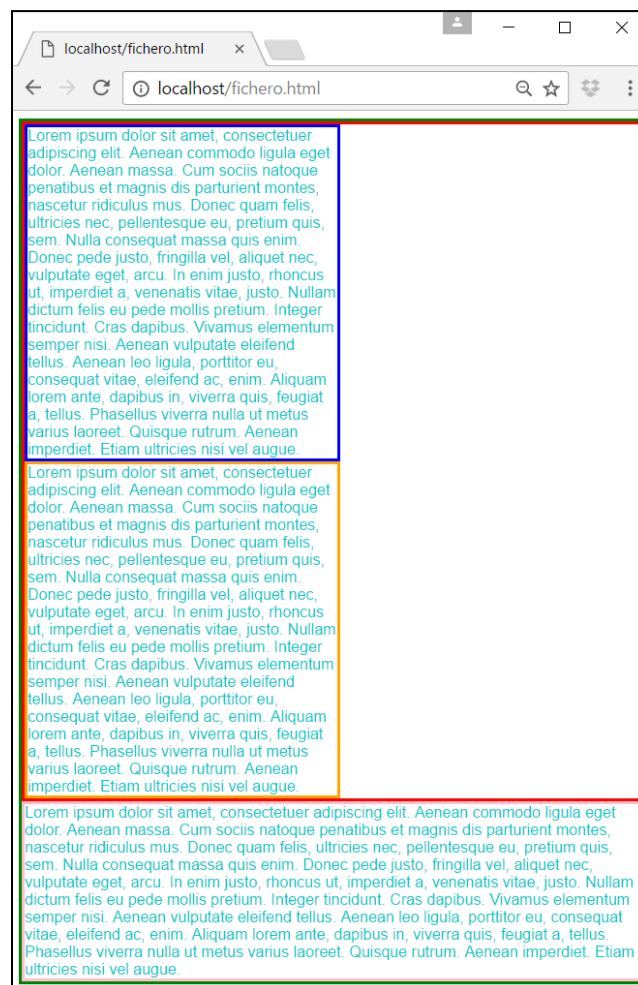 localhost/fichero.html
localhost/fichero.html
Lorem ipsum dolor sit amet, consectetuer
adipiscing elit. Aenean commodo ligula eget
dolor. Aenean massa. Cum sociis natoque
penatibus et magnis dis parturient montes,
nascetur ridiculus mus. Donec quam felis,
ultricies nec, pellentesque eu, pretium quis,
sem. Nulla consequat massa quis enim.
Donec pede justo, fringilla vel, aliquet nec,
vulputate eget, arcu. In enim justo, rhoncus
ut, imperdiet a, venenatis vitae, justo. Nullam
dictum felis eu pede mollis pretium. Integer
tincidunt. Cras dapibus. Vivamus elementum
semper nisi. Aenean vulputate eleifend
tellus. Aenean leo ligula, porttitor eu,
consequat vitae, eleifend ac, enim. Aliquam
lorem ante, dapibus in, viverra quis, feugiat
a, tellus. Phasellus viverra nulla ut metus
varius laoreet. Quisque rutrum. Aenean
imperdiet. Etiam ultricies nisi vel augue.
Lorem ipsum dolor sit amet, consectetuer
adipiscing elit. Aenean commodo ligula eget
dolor. Aenean massa. Cum sociis natoque
penatibus et magnis dis parturient montes,
nascetur ridiculus mus. Donec quam felis,
ultricies nec, pellentesque eu, pretium quis,
sem. Nulla consequat massa quis enim.
Donec pede justo, fringilla vel, aliquet nec,
vulputate eget, arcu. In enim justo, rhoncus
ut, imperdiet a, venenatis vitae, justo. Nullam
dictum felis eu pede mollis pretium. Integer
tincidunt. Cras dapibus. Vivamus elementum
semper nisi. Aenean vulputate eleifend
tellus. Aenean leo ligula, porttitor eu,
consequat vitae, eleifend ac, enim. Aliquam
lorem ante, dapibus in, viverra quis, feugiat
a, tellus. Phasellus viverra nulla ut metus
varius laoreet. Quisque rutrum. Aenean
imperdiet. Etiam ultricies nisi vel augue.
Lorem ipsum dolor sit amet, consectetuer adipiscing elit. Aenean commodo ligula eget
dolor. Aenean massa. Cum sociis natoque penatibus et magnis dis parturient montes,
nascetur ridiculus mus. Donec quam felis, ultricies nec, pellentesque eu, pretium quis,
sem. Nulla consequat massa quis enim. Donec pede justo, fringilla vel, aliquet nec,
vulputate eget, arcu. In enim justo, rhoncus ut, imperdiet a, venenatis vitae, justo. Nullam
dictum felis eu pede mollis pretium. Integer tincidunt. Cras dapibus. Vivamus elementum
semper nisi. Aenean vulputate eleifend tellus. Aenean leo ligula, porttitor eu, consequat
vitae, eleifend ac, enim. Aliquam lorem ante, dapibus in, viverra quis, feugiat a, tellus.
Phasellus viverra nulla ut metus varius laoreet. Quisque rutrum. Aenean imperdiet. Etiam
ultricies nisi vel augue.